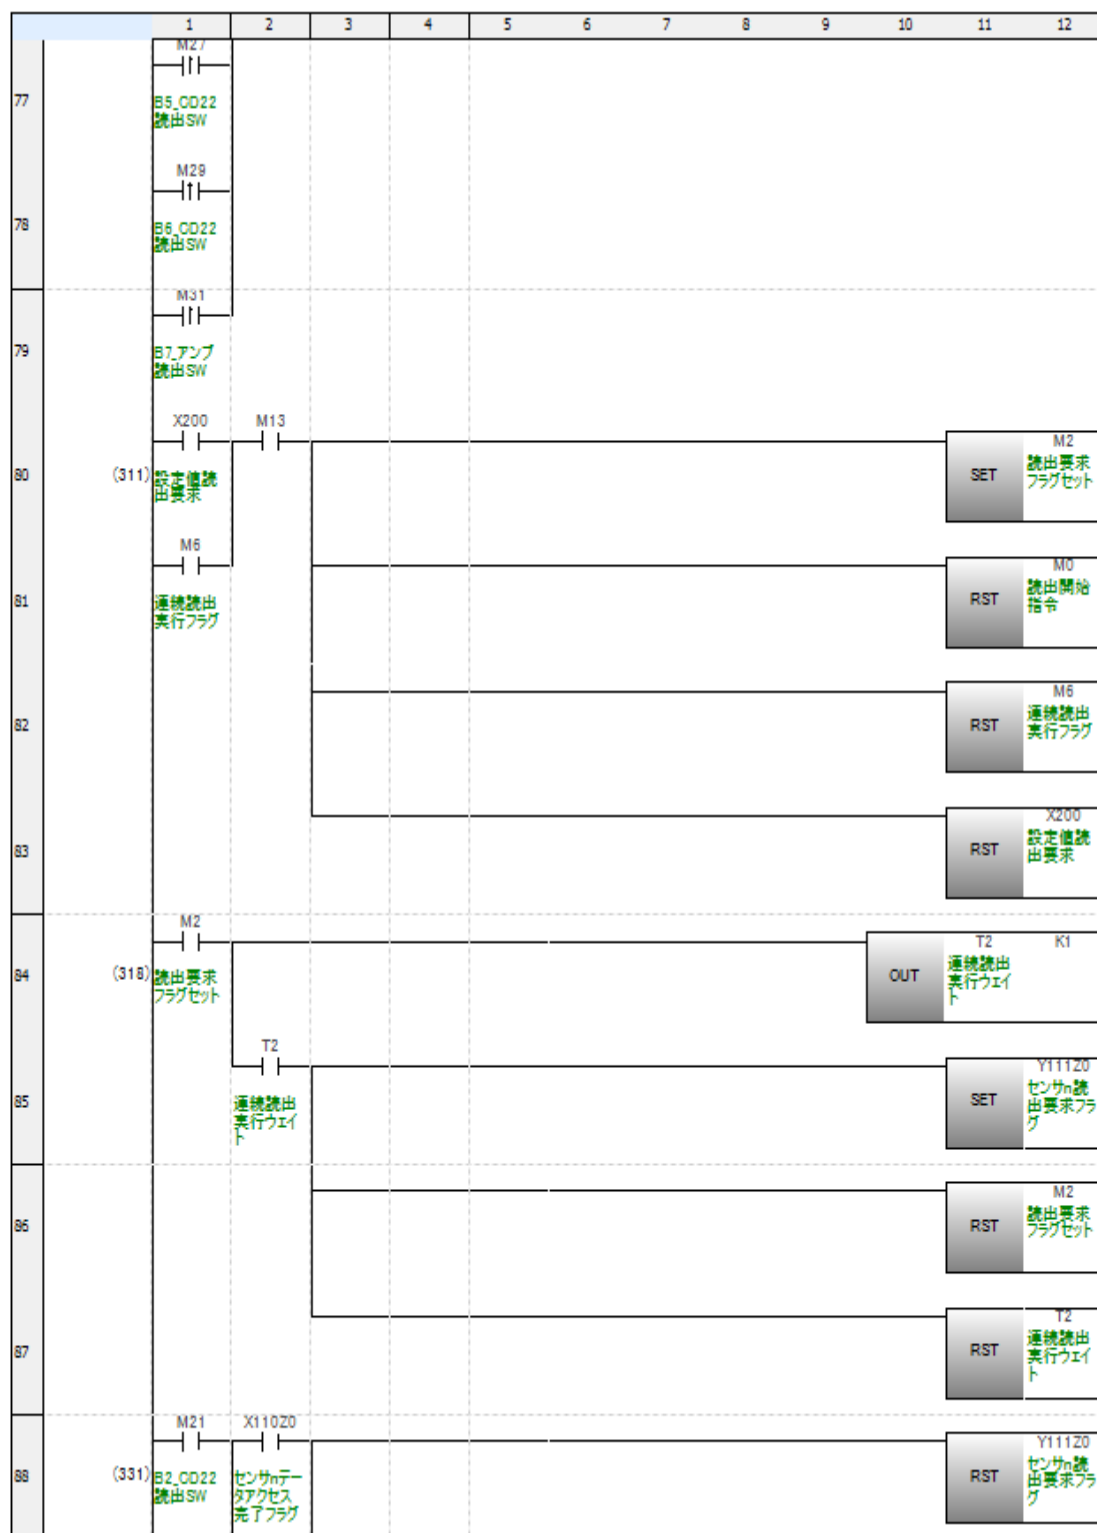 1 2 3 4 5 6 7 8 9 10 11 12
M27
77
B5_CD22
読出SW
M29
78
B6_CD22
読出SW
M31
79
B7_アンプ
読出SW
X200 M13
80
(311)
設定値読
出要求
SET
M2
読出要求
フラグセット
M6
81
連続読出
実行フラグ
RST
M0
読出開始
指令
82
RST
M6
連続読出
実行フラグ
83
RST
X200
設定値読
出要求
M2
84
(318)
読出要求
フラグセット
OUT
T2 K1
連続読出
実行ウェイ
ト
T2
85
連続読出
実行ウェイ
ト
SET
Y111Z0
センサn読
出要求フラ
グ
86
RST
M2
読出要求
フラグセット
87
RST
T2
連続読出
実行ウェイ
ト
M21 X110Z0
88
(331)
B2_CD22
読出SW
センサnデー
タアクセス
完了フラグ
RST
Y111Z0
センサn読
出要求フラ
グ